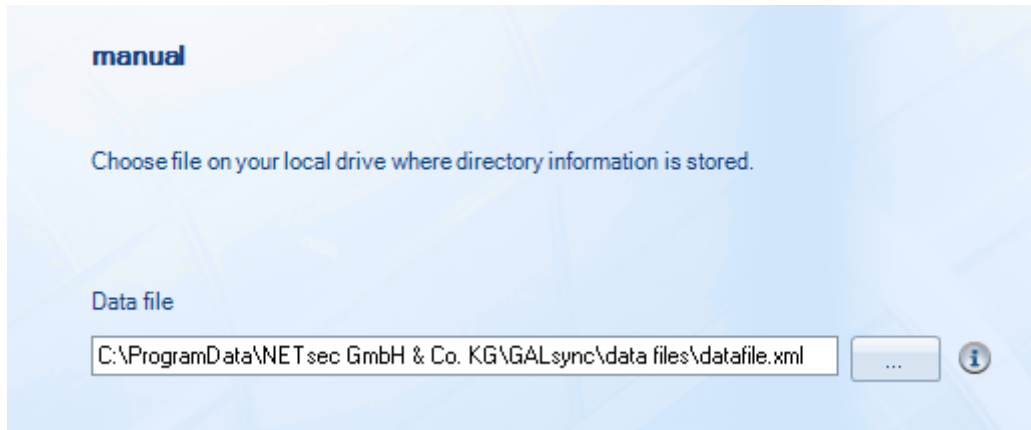 manual
Choose file on your local drive where directory information is stored.
Data file
C:\ProgramData\NETsec GmbH & Co. KG\GALsync\data files\datafile.xml
...
i